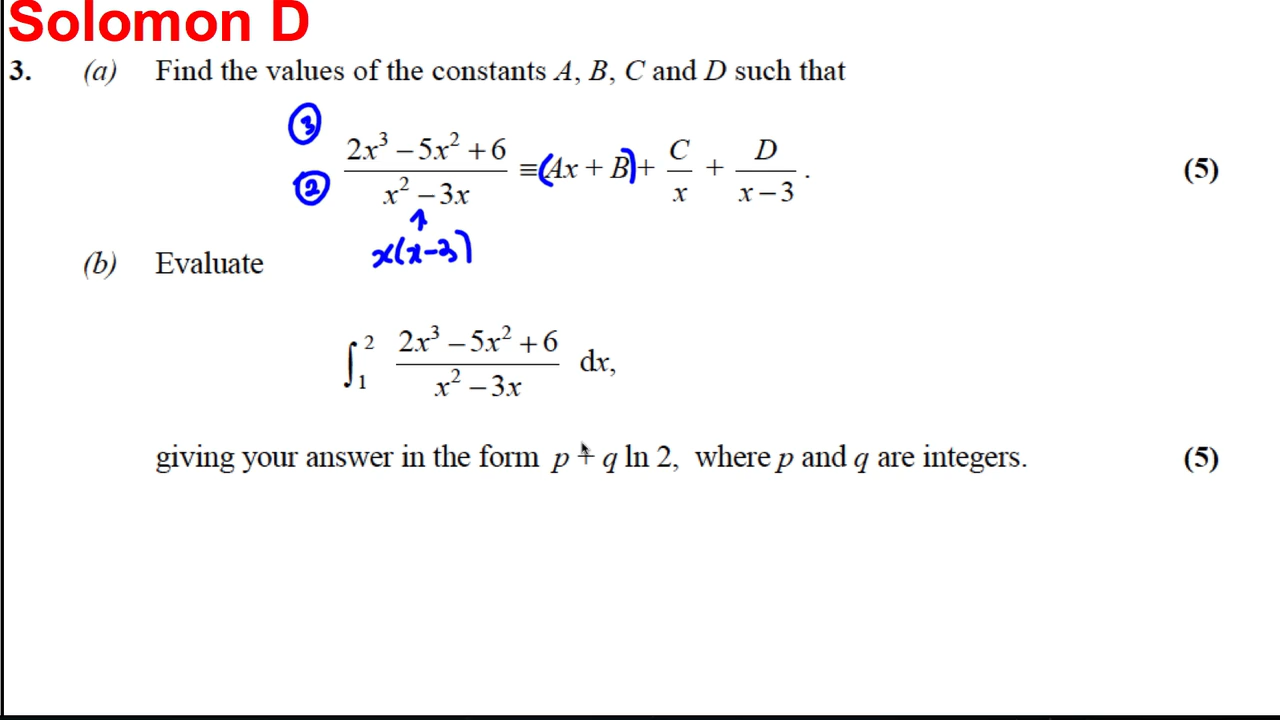 Solomon D
3. (a) Find the values of the constants A, B, C and D such that
③
2x³ – 5x² + 6
② x² – 3x ≡ (Ax + B) + C/x + D/(x – 3) . (5)
↑
x(x-3)
(b) Evaluate
∫₁² (2x³ – 5x² + 6)/(x² – 3x) dx,
giving your answer in the form p + q ln 2, where p and q are integers. (5)